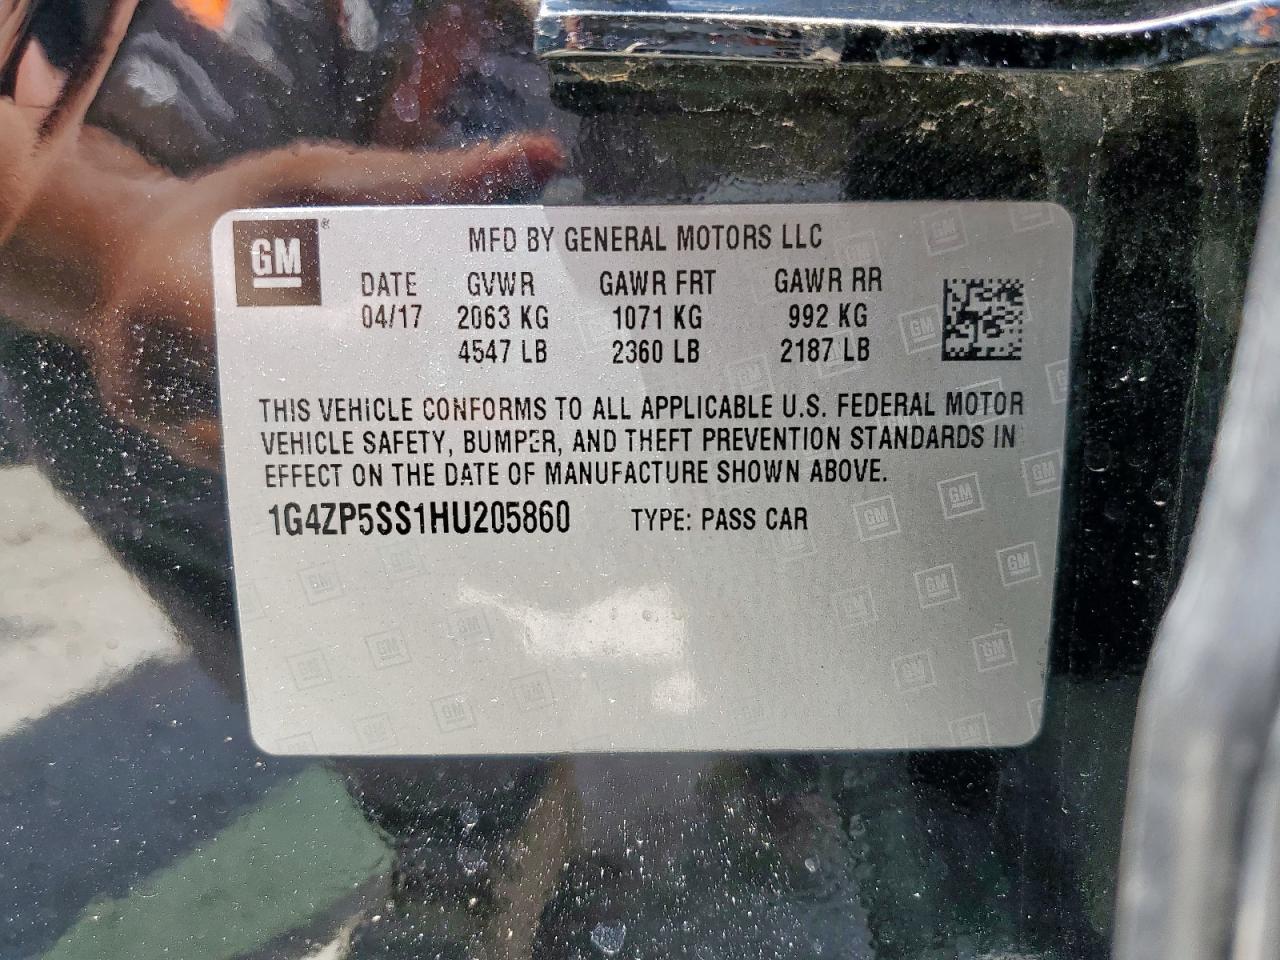 GM ®
MFD BY GENERAL MOTORS LLC
DATE GVWR GAWR FRT GAWR RR
04/17 2063 KG 1071 KG 992 KG
4547 LB 2360 LB 2187 LB
THIS VEHICLE CONFORMS TO ALL APPLICABLE U.S. FEDERAL MOTOR
VEHICLE SAFETY, BUMPER, AND THEFT PREVENTION STANDARDS IN
EFFECT ON THE DATE OF MANUFACTURE SHOWN ABOVE.
1G4ZP5SS1HU205860 TYPE: PASS CAR